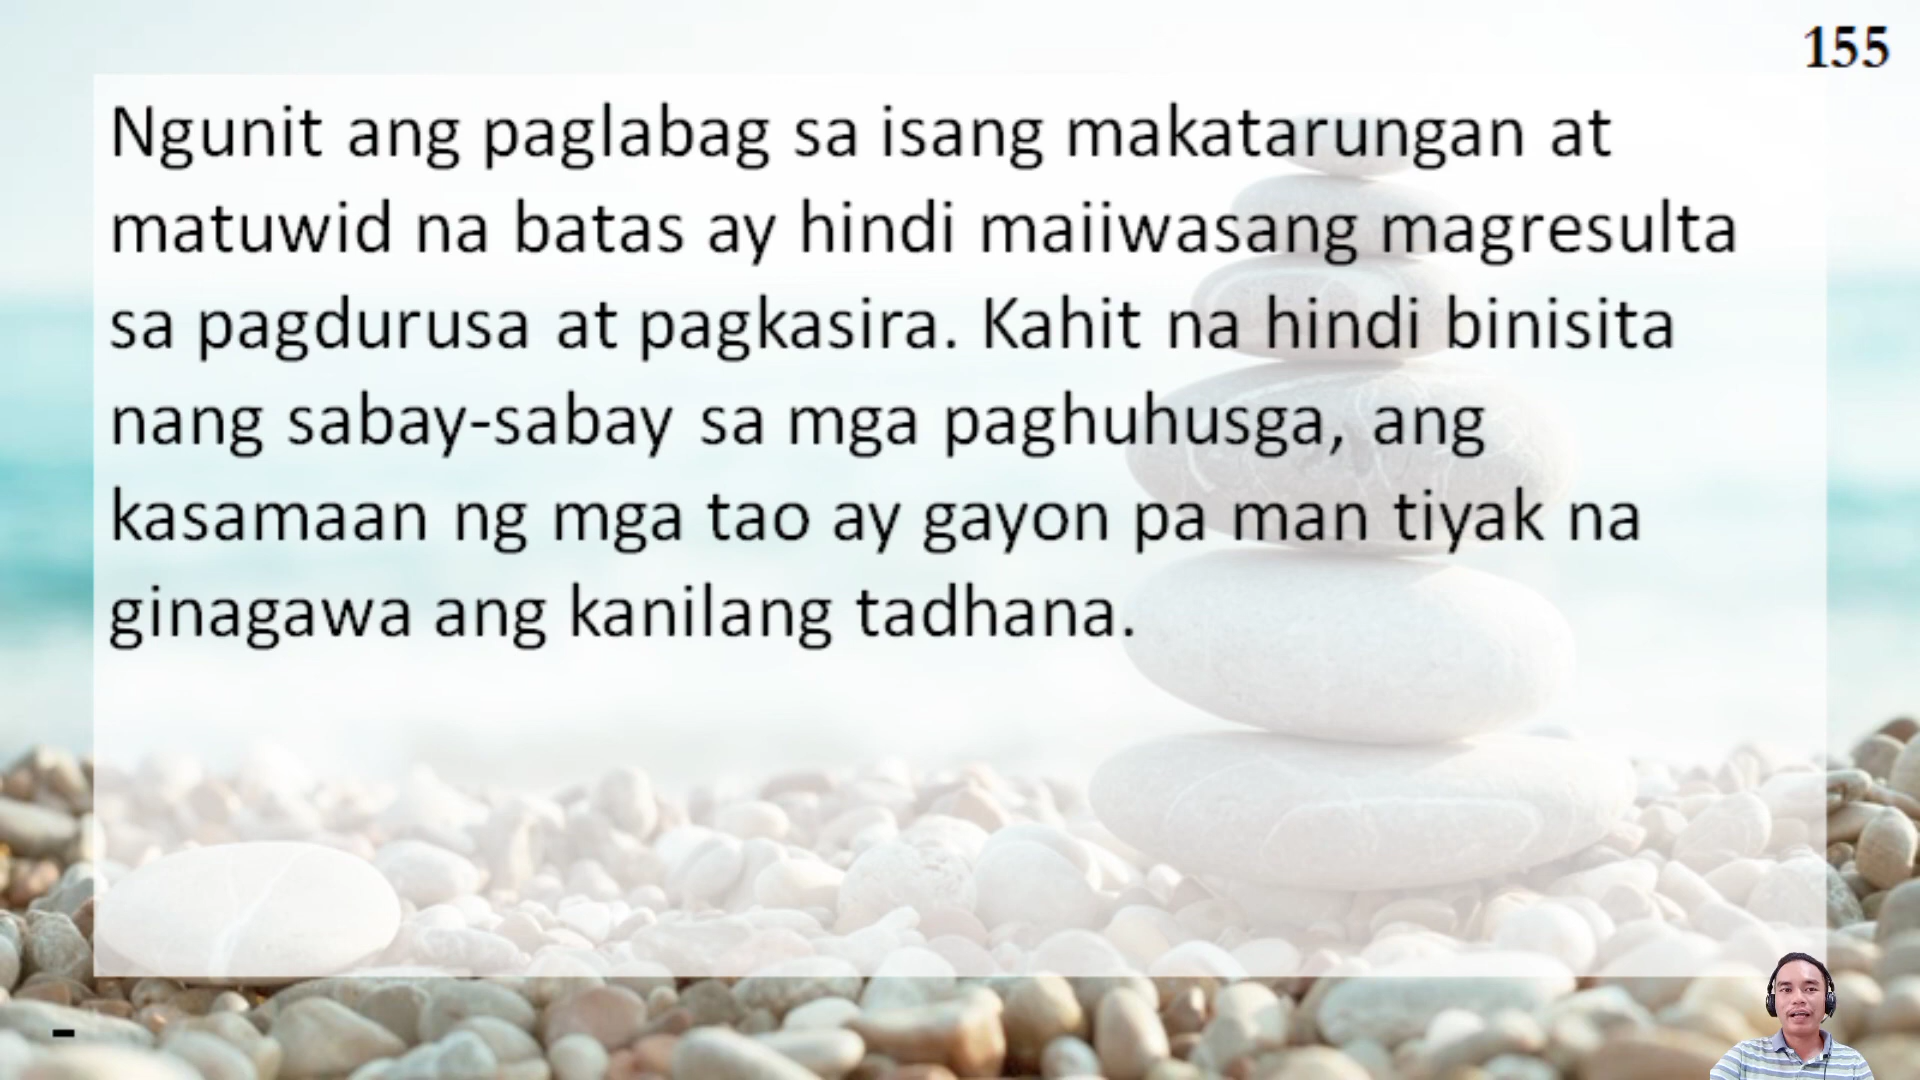 155
Ngunit ang paglabag sa isang makatarungan at
matuwid na batas ay hindi maiiwasang magresulta
sa pagdurusa at pagkasira. Kahit na hindi binisita
nang sabay-sabay sa mga paghuhusga, ang
kasamaan ng mga tao ay gayon pa man tiyak na
ginagawa ang kanilang tadhana.
-